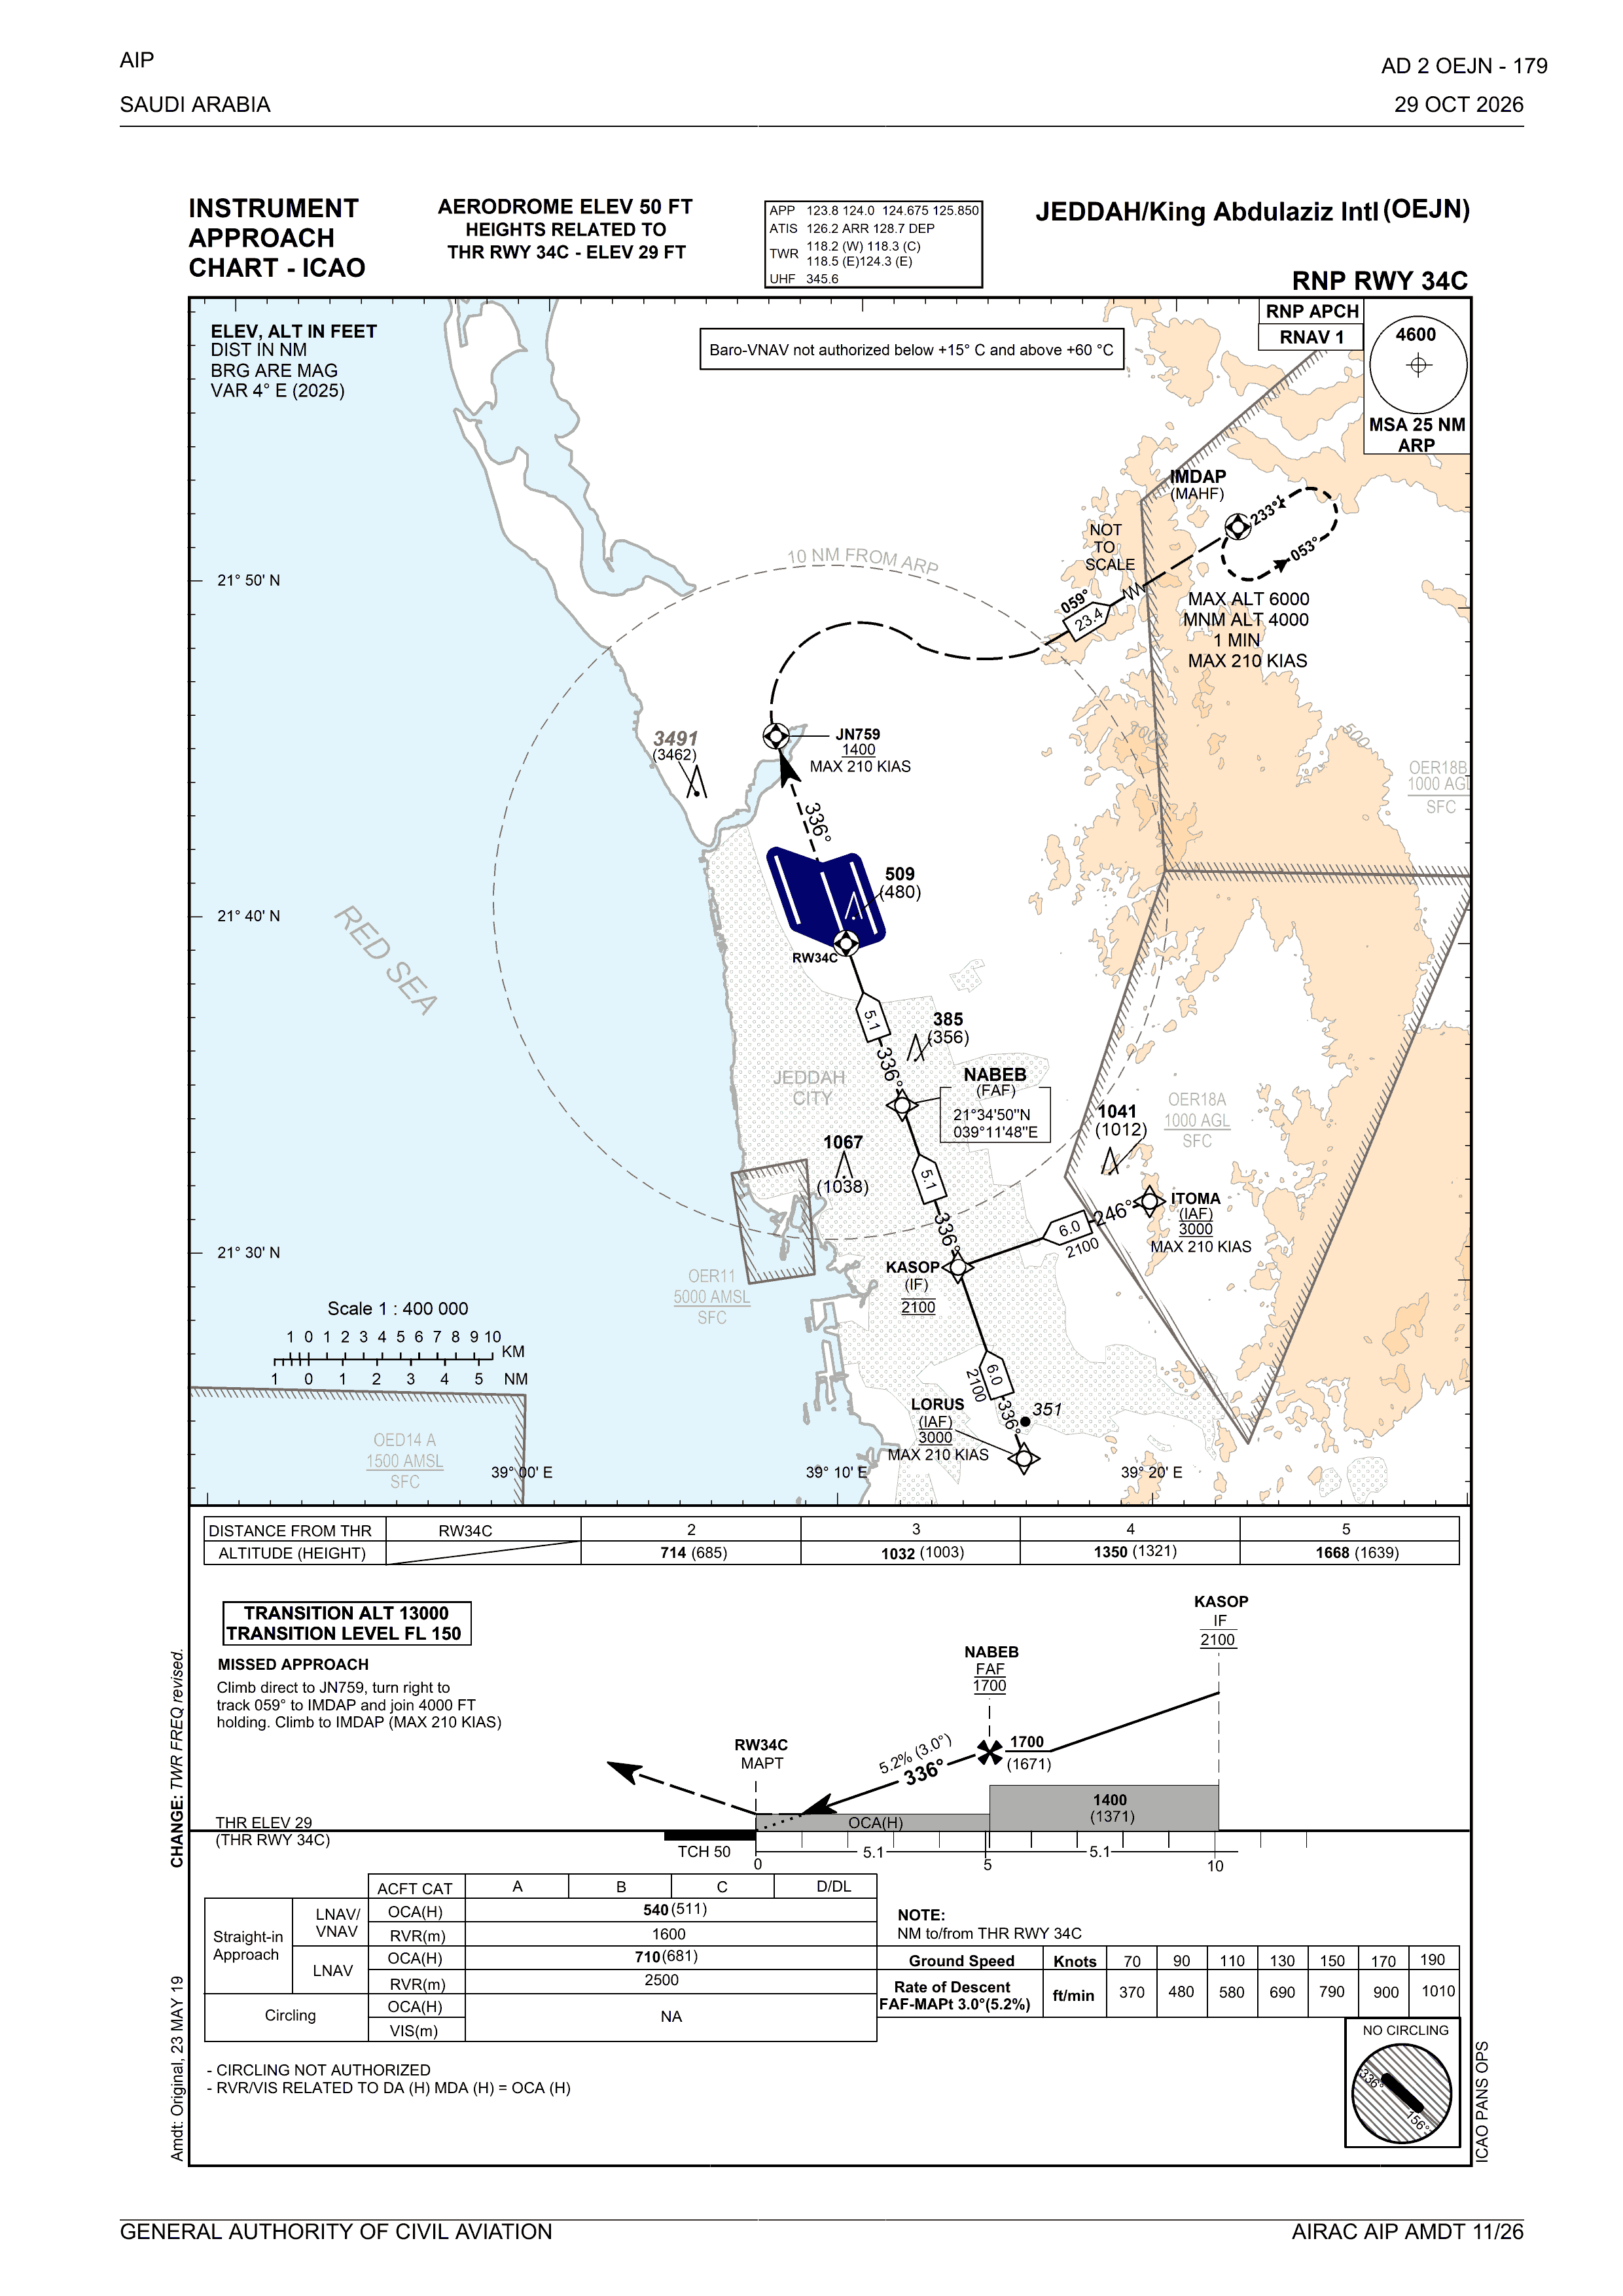 AIP
AD 2 OEJN - 179
SAUDI ARABIA
29 OCT 2026
INSTRUMENT
APPROACH
CHART - ICAO
AERODROME ELEV 50 FT
HEIGHTS RELATED TO
THR RWY 34C - ELEV 29 FT
APP 123.8 124.0 124.675 125.850
ATIS 126.2 ARR 128.7 DEP
TWR 118.2 (W) 118.3 (C)
118.5 (E)124.3 (E)
UHF 345.6
JEDDAH/King Abdulaziz Intl (OEJN)
RNP RWY 34C
ELEV, ALT IN FEET
DIST IN NM
BRG ARE MAG
VAR 4° E (2025)
Baro-VNAV not authorized below +15° C and above +60 °C
RNP APCH
RNAV 1
4600
MSA 25 NM
ARP
IMDAP
(MAHF)
233°
053°
NOT
TO
SCALE
059°
23.4
MAX ALT 6000
MNM ALT 4000
1 MIN
MAX 210 KIAS
10 NM FROM ARP
21° 50' N
3491
(3462)
JN759
1400
MAX 210 KIAS
336°
500
OER18B
1000 AGL
SFC
509
(480)
21° 40' N
RED SEA
RW34C
5.1
336°
385
(356)
JEDDAH
CITY
NABEB
(FAF)
21°34'50"N
039°11'48"E
OER18A
1000 AGL
SFC
1041
(1012)
1067
(1038)
5.1
336°
246°
6.0
2100
ITOMA
(IAF)
3000
MAX 210 KIAS
21° 30' N
KASOP
(IF)
2100
OER11
5000 AMSL
SFC
Scale 1 : 400 000
1 0 1 2 3 4 5 6 7 8 9 10
KM
1 0 1 2 3 4 5 NM
6.0
2100
336°
351
LORUS
(IAF)
3000
MAX 210 KIAS
OED14 A
1500 AMSL
SFC
39° 00' E
39° 10' E
39° 20' E
DISTANCE FROM THR RW34C 2 3 4 5
ALTITUDE (HEIGHT) 714 (685) 1032 (1003) 1350 (1321) 1668 (1639)
TRANSITION ALT 13000
TRANSITION LEVEL FL 150
MISSED APPROACH
Climb direct to JN759, turn right to
track 059° to IMDAP and join 4000 FT
holding. Climb to IMDAP (MAX 210 KIAS)
KASOP
IF
2100
NABEB
FAF
1700
RW34C
MAPT
5.2% (3.0°)
336°
1700
(1671)
1400
(1371)
OCA(H)
THR ELEV 29
(THR RWY 34C)
TCH 50
5.1
5.1
0
5
10
ACFT CAT A B C D/DL
Straight-in
Approach
LNAV/
VNAV
OCA(H) 540 (511)
RVR(m) 1600
LNAV
OCA(H) 710(681)
RVR(m) 2500
Circling
OCA(H)
VIS(m)
NA
NOTE:
NM to/from THR RWY 34C
Ground Speed Knots 70 90 110 130 150 170 190
Rate of Descent
FAF-MAPt 3.0°(5.2%)
ft/min 370 480 580 690 790 900 1010
NO CIRCLING
336°
156°
- CIRCLING NOT AUTHORIZED
- RVR/VIS RELATED TO DA (H) MDA (H) = OCA (H)
CHANGE: TWR FREQ revised.
Amdt: Original, 23 MAY 19
ICAO PANS OPS
GENERAL AUTHORITY OF CIVIL AVIATION
AIRAC AIP AMDT 11/26